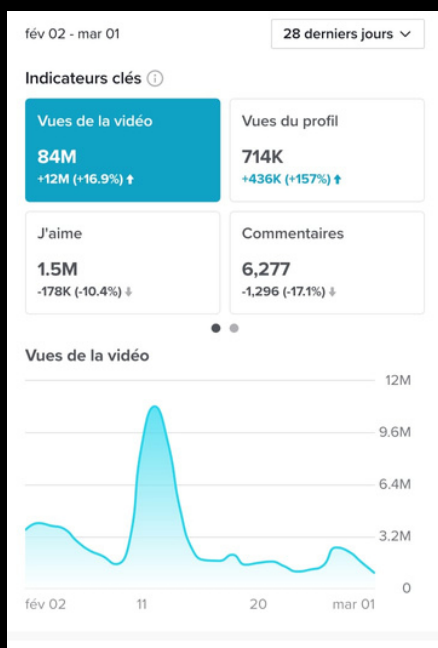 fév 02 - mar 01
28 derniers jours
Indicateurs clés
Vues de la vidéo
84M
+12M (+16.9%)
Vues du profil
714K
+436K (+157%)
J'aime
1.5M
-178K (-10.4%)
Commentaires
6,277
-1,296 (-17.1%)
Vues de la vidéo
12M
9.6M
6.4M
3.2M
0
fév 02 11 20 mar 01